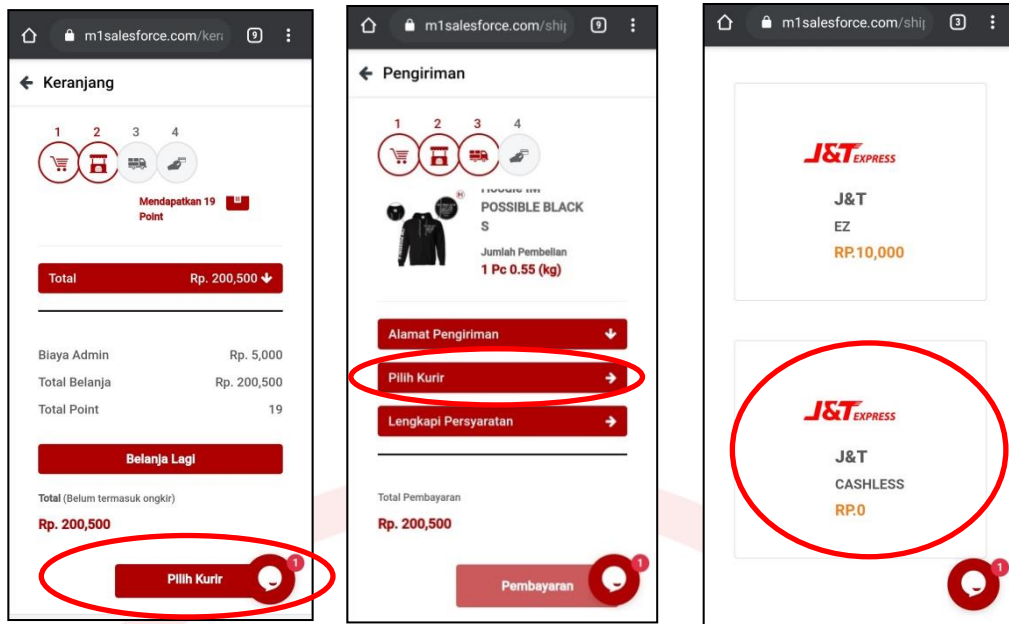 m1salesforce.com/kera
9
Keranjang
1 2 3 4
Mendapatkan 19
Point
Total Rp. 200,500
Biaya Admin Rp. 5,000
Total Belanja Rp. 200,500
Total Point 19
Belanja Lagi
Total (Belum termasuk ongkir)
Rp. 200,500
Pilih Kurir
1
m1salesforce.com/ship
9
Pengiriman
1 2 3 4
POSSIBLE BLACK
S
Jumlah Pembelian
1 Pc 0.55 (kg)
Alamat Pengiriman
Pilih Kurir
Lengkapi Persyaratan
Total Pembayaran
Rp. 200,500
Pembayaran
1
m1salesforce.com/ship
3
J&T EXPRESS
J&T
EZ
RP.10,000
J&T EXPRESS
J&T
CASHLESS
RP.0
1